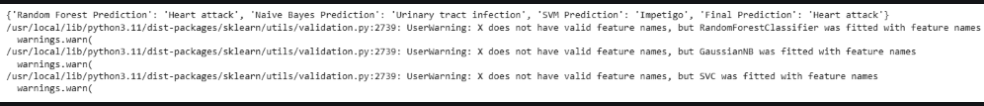 {'Random Forest Prediction': 'Heart attack', 'Naive Bayes Prediction': 'Urinary tract infection', 'SVM Prediction': 'Impetigo', 'Final Prediction': 'Heart attack'}
/usr/local/lib/python3.11/dist-packages/sklearn/utils/validation.py:2739: UserWarning: X does not have valid feature names, but RandomForestClassifier was fitted with feature names
  warnings.warn(
/usr/local/lib/python3.11/dist-packages/sklearn/utils/validation.py:2739: UserWarning: X does not have valid feature names, but GaussianNB was fitted with feature names
  warnings.warn(
/usr/local/lib/python3.11/dist-packages/sklearn/utils/validation.py:2739: UserWarning: X does not have valid feature names, but SVC was fitted with feature names
  warnings.warn(